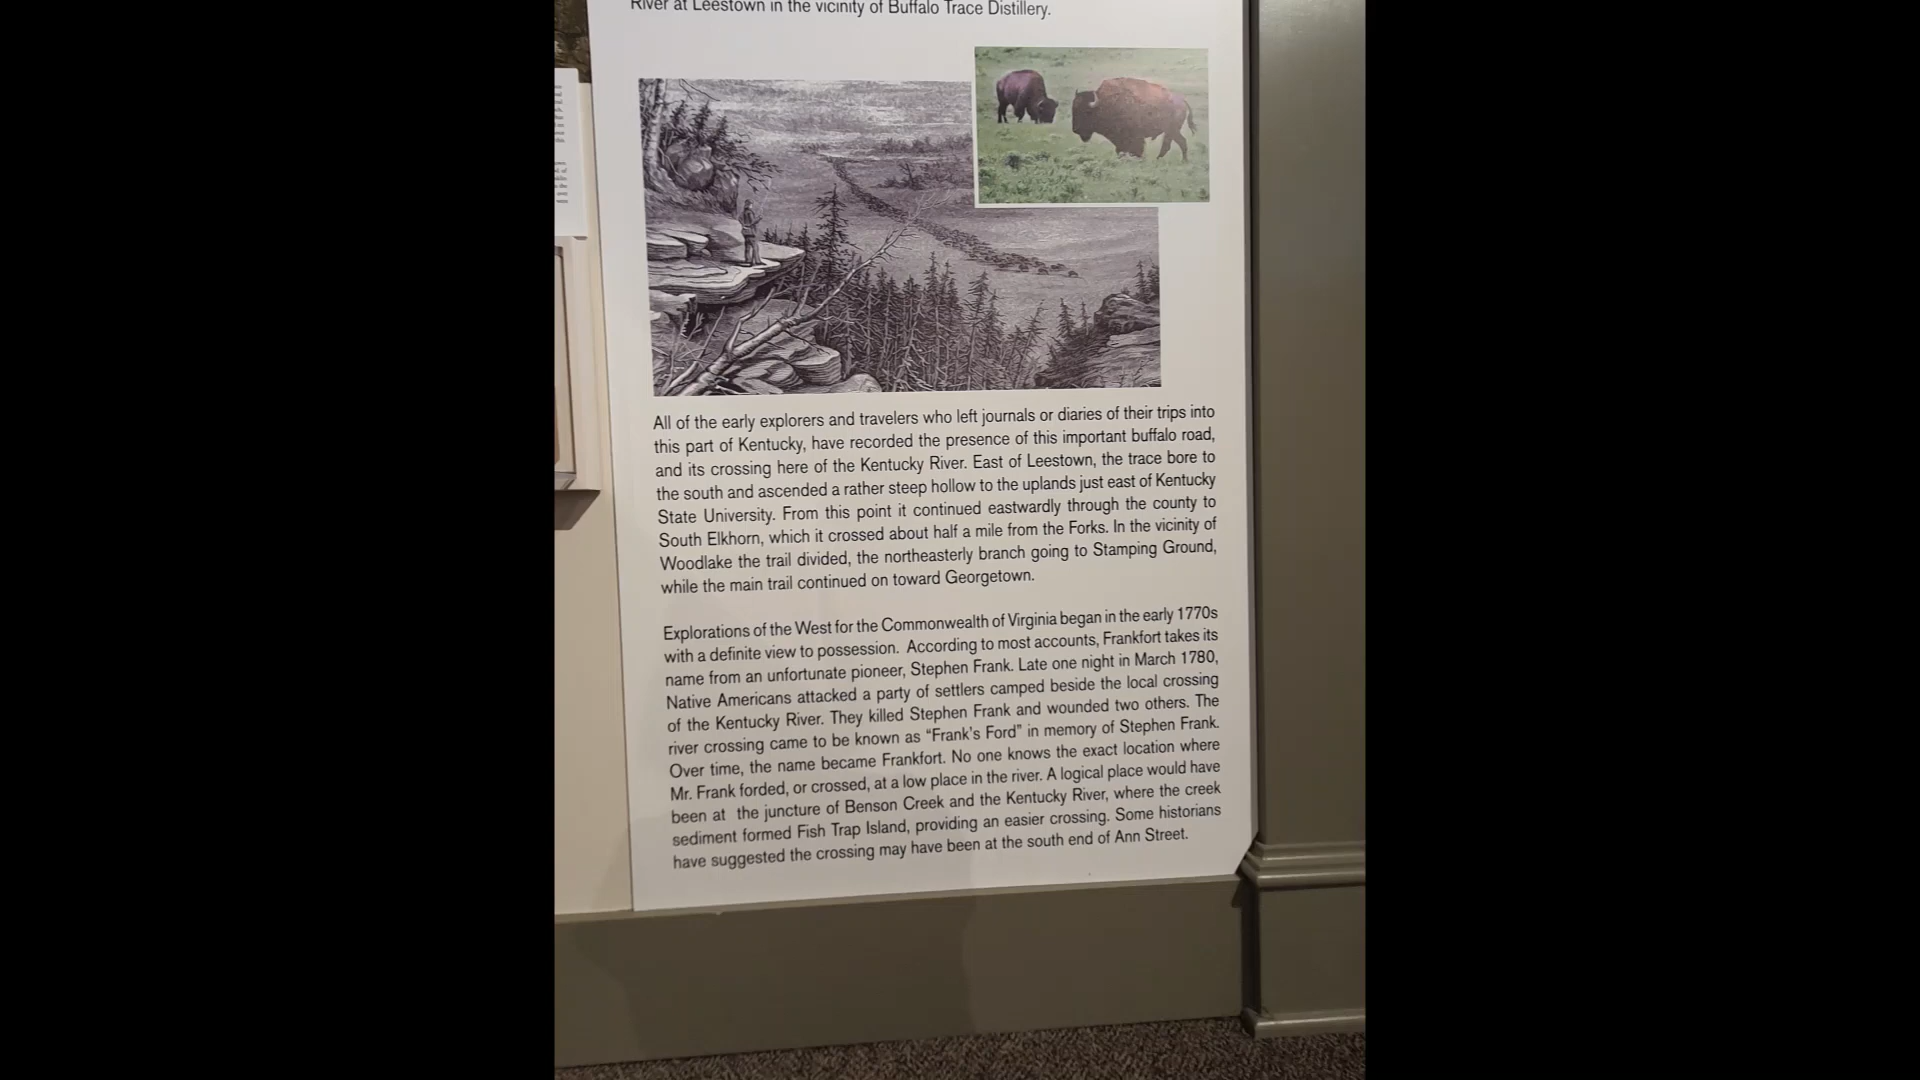 River at Leestown in the vicinity of Buffalo Trace Distillery.
All of the early explorers and travelers who left journals or diaries of their trips into
this part of Kentucky, have recorded the presence of this important buffalo road,
and its crossing here of the Kentucky River. East of Leestown, the trace bore to
the south and ascended a rather steep hollow to the uplands just east of Kentucky
State University. From this point it continued eastwardly through the county to
South Elkhorn, which it crossed about half a mile from the Forks. In the vicinity of
Woodlake the trail divided, the northeasterly branch going to Stamping Ground,
while the main trail continued on toward Georgetown.
Explorations of the West for the Commonwealth of Virginia began in the early 1770s
with a definite view to possession. According to most accounts, Frankfort takes its
name from an unfortunate pioneer, Stephen Frank. Late one night in March 1780,
Native Americans attacked a party of settlers camped beside the local crossing
of the Kentucky River. They killed Stephen Frank and wounded two others. The
river crossing came to be known as “Frank’s Ford” in memory of Stephen Frank.
Over time, the name became Frankfort. No one knows the exact location where
Mr. Frank forded, or crossed, at a low place in the river. A logical place would have
been at the juncture of Benson Creek and the Kentucky River, where the creek
sediment formed Fish Trap Island, providing an easier crossing. Some historians
have suggested the crossing may have been at the south end of Ann Street.